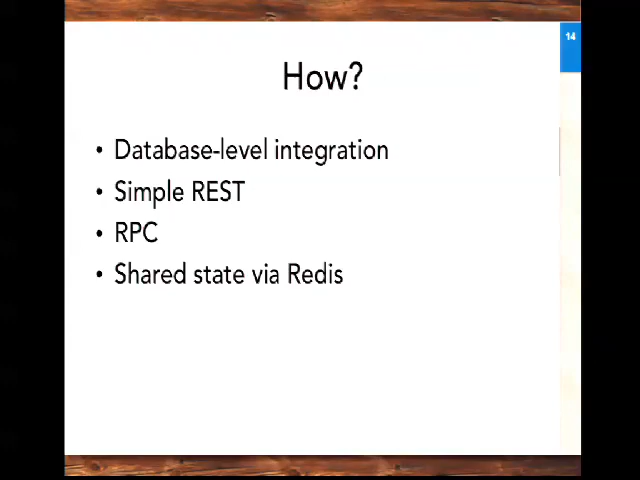 14
How?
• Database-level integration
• Simple REST
• RPC
• Shared state via Redis